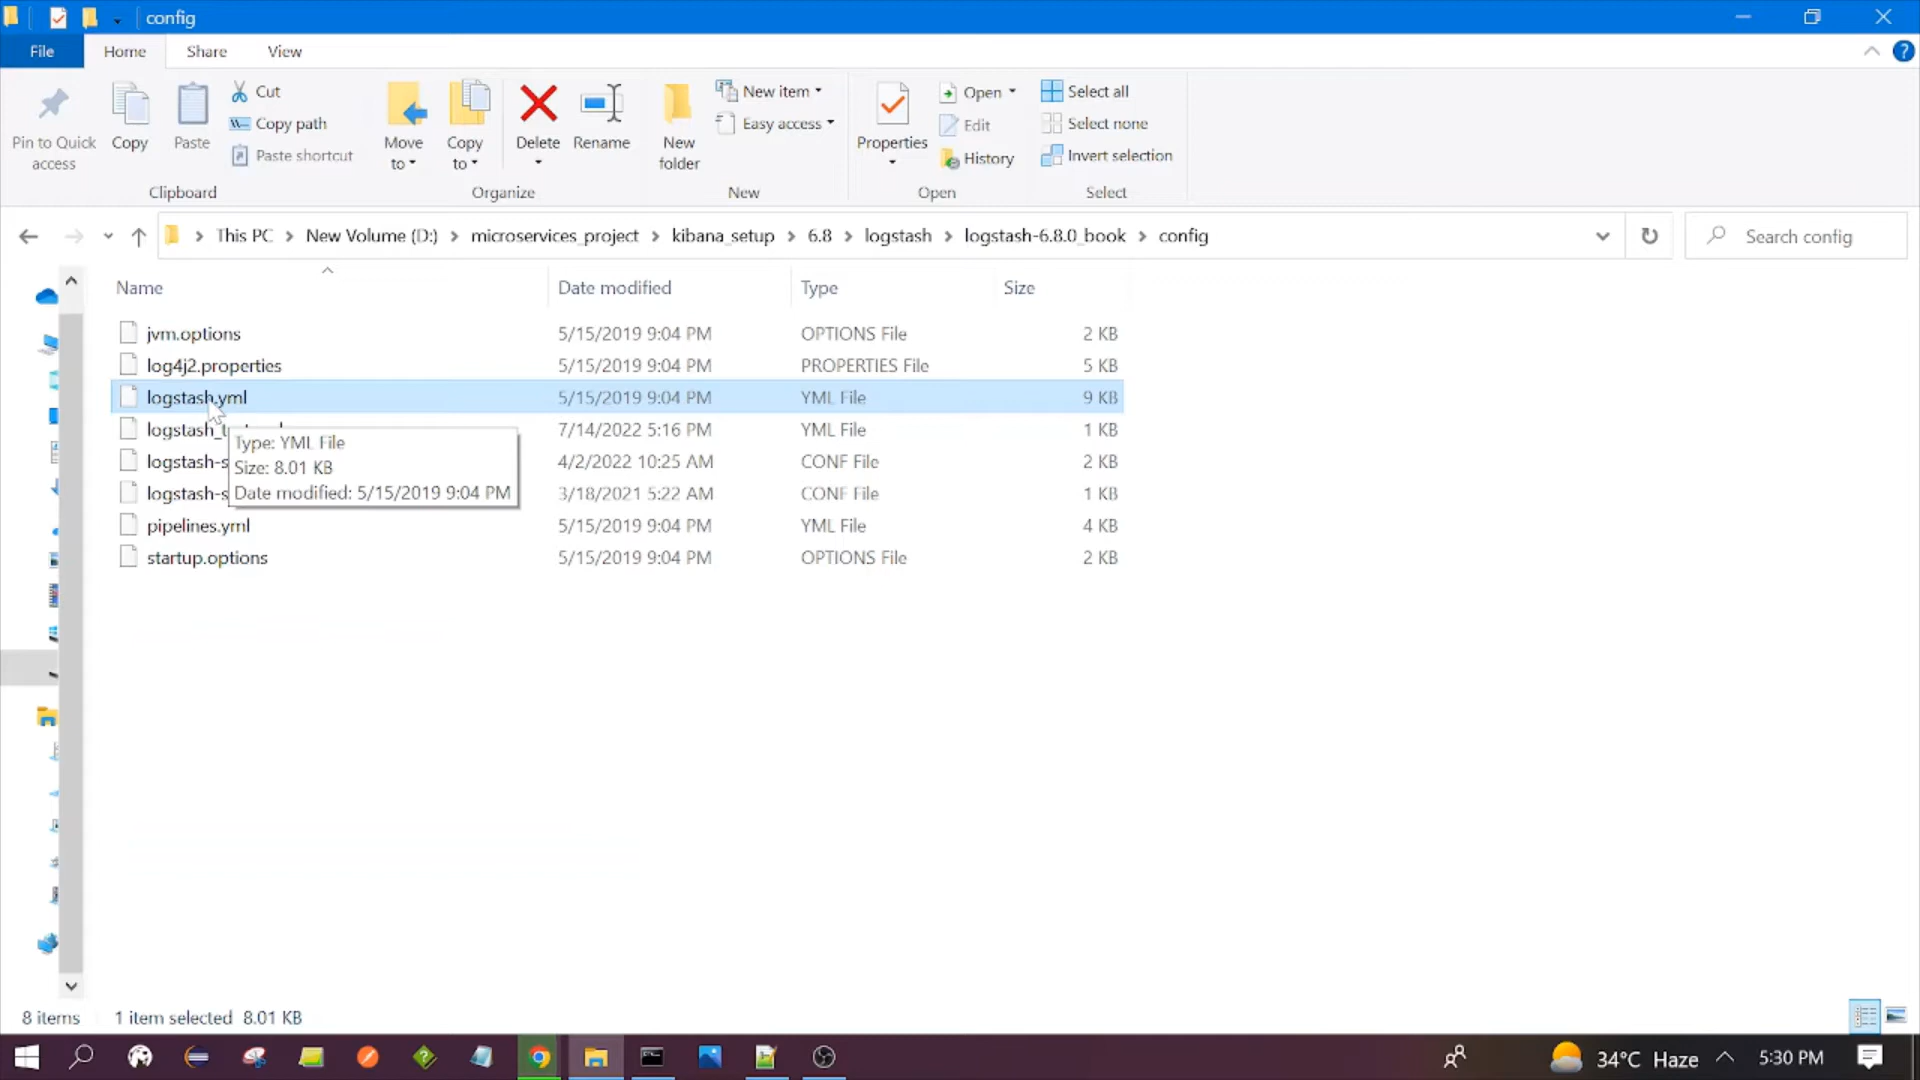 config
File Home Share View
Pin to Quick access
Copy
Paste
Cut
Copy path
Paste shortcut
Clipboard
Move to
Copy to
Delete
Rename
Organize
New folder
New item
Easy access
New
Properties
Open
Edit
History
Open
Select all
Select none
Invert selection
Select
This PC > New Volume (D:) > microservices_project > kibana_setup > 6.8 > logstash > logstash-6.8.0_book > config
Search config
Name Date modified Type Size
jvm.options 5/15/2019 9:04 PM OPTIONS File 2 KB
log4j2.properties 5/15/2019 9:04 PM PROPERTIES File 5 KB
logstash.yml 5/15/2019 9:04 PM YML File 9 KB
logstash_ 7/14/2022 5:16 PM YML File 1 KB
logstash-s 4/2/2022 10:25 AM CONF File 2 KB
logstash-s 3/18/2021 5:22 AM CONF File 1 KB
pipelines.yml 5/15/2019 9:04 PM YML File 4 KB
startup.options 5/15/2019 9:04 PM OPTIONS File 2 KB
Type: YML File
Size: 8.01 KB
Date modified: 5/15/2019 9:04 PM
8 items 1 item selected 8.01 KB
34°C Haze 5:30 PM